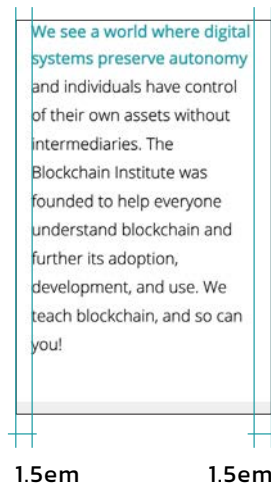 We see a world where digital
systems preserve autonomy
and individuals have control
of their own assets without
intermediaries. The
Blockchain Institute was
founded to help everyone
understand blockchain and
further its adoption,
development, and use. We
teach blockchain, and so can
you!
1.5em 1.5em